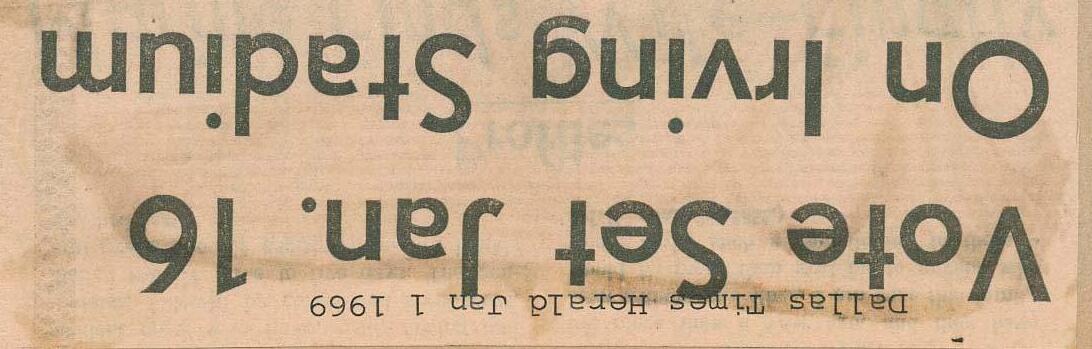 Dallas Times Herald Jan 1 1969
Vote Set Jan. 16
On Irving Stadium